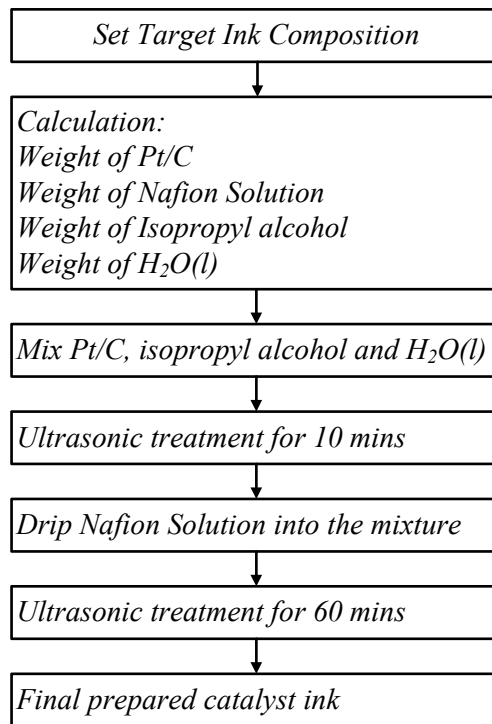 Set Target Ink Composition
Calculation:
Weight of Pt/C
Weight of Nafion Solution
Weight of Isopropyl alcohol
Weight of H₂O(l)
Mix Pt/C, isopropyl alcohol and H₂O(l)
Ultrasonic treatment for 10 mins
Drip Nafion Solution into the mixture
Ultrasonic treatment for 60 mins
Final prepared catalyst ink